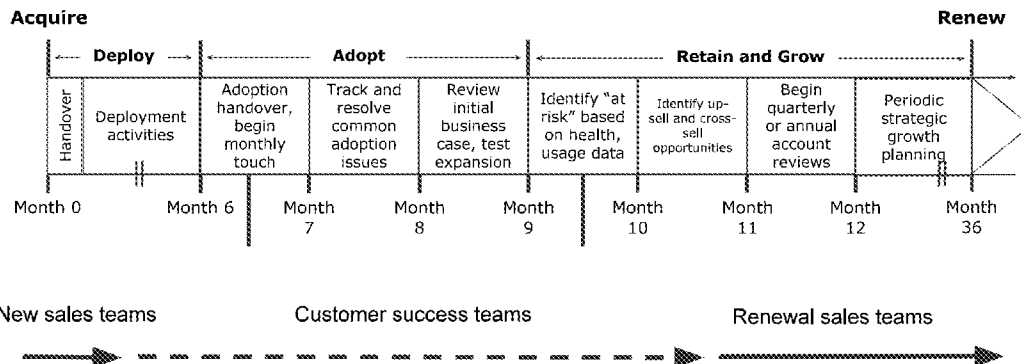 Acquire
Renew
Deploy
Adopt
Retain and Grow
Handover
Deployment
activities
Adoption
handover,
begin
monthly
touch
Track and
resolve
common
adoption
issues
Review
initial
business
case, test
expansion
Identify “at
risk” based
on health,
usage data
Identify up-
sell and cross-
sell
opportunities
Begin
quarterly
or annual
account
reviews
Periodic
strategic
growth
planning
Month 0
Month 6
Month
7
Month
8
Month
9
Month
10
Month
11
Month
12
Month
36
New sales teams
Customer success teams
Renewal sales teams